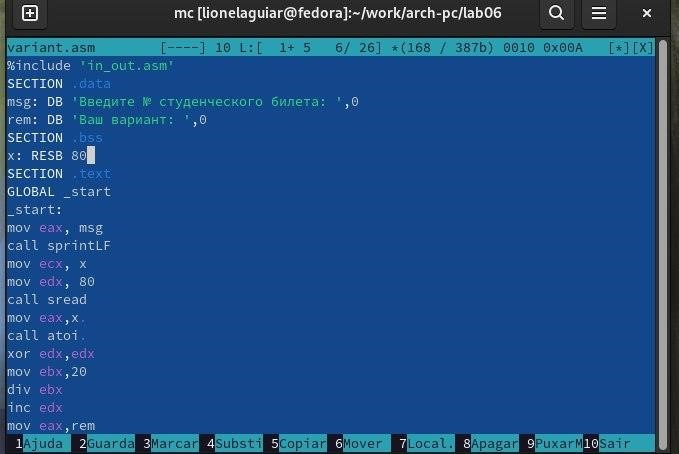 mc [lionelaguiar@fedora]:~/work/arch-pc/lab06
variant.asm [----] 10 L:[ 1+ 5 6/ 26] *(168 / 387b) 0010 0x00A [*][X]
%include 'in_out.asm'
SECTION .data
msg: DB 'Введите № студенческого билета: ',0
rem: DB 'Ваш вариант: ',0
SECTION .bss
x: RESB 80
SECTION .text
GLOBAL _start
_start:
mov eax, msg
call sprintLF
mov ecx, x
mov edx, 80
call sread
mov eax,x.
call atoi.
xor edx,edx
mov ebx,20
div ebx
inc edx
mov eax,rem
1Ajuda 2Guarda 3Marcar 4Substi 5Copiar 6Mover 7Local. 8Apagar 9PuxarM 10Sair